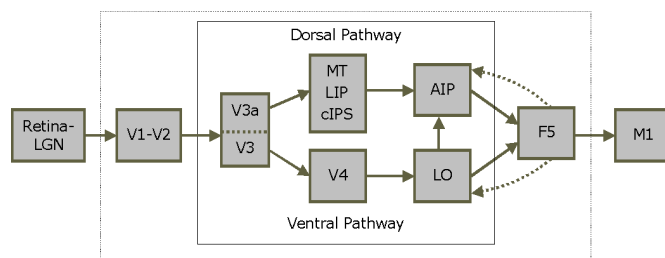 Dorsal Pathway
Retina-
LGN
V1-V2
V3a
V3
MT
LIP
cIPS
AIP
V4
LO
F5
M1
Ventral Pathway